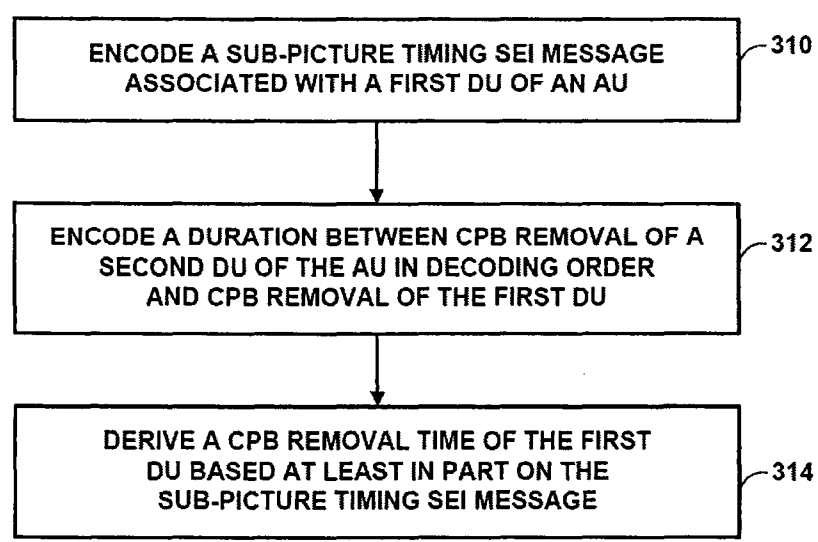 ENCODE A SUB-PICTURE TIMING SEI MESSAGE
ASSOCIATED WITH A FIRST DU OF AN AU
310
ENCODE A DURATION BETWEEN CPB REMOVAL OF A
SECOND DU OF THE AU IN DECODING ORDER
AND CPB REMOVAL OF THE FIRST DU
312
DERIVE A CPB REMOVAL TIME OF THE FIRST
DU BASED AT LEAST IN PART ON THE
SUB-PICTURE TIMING SEI MESSAGE
314